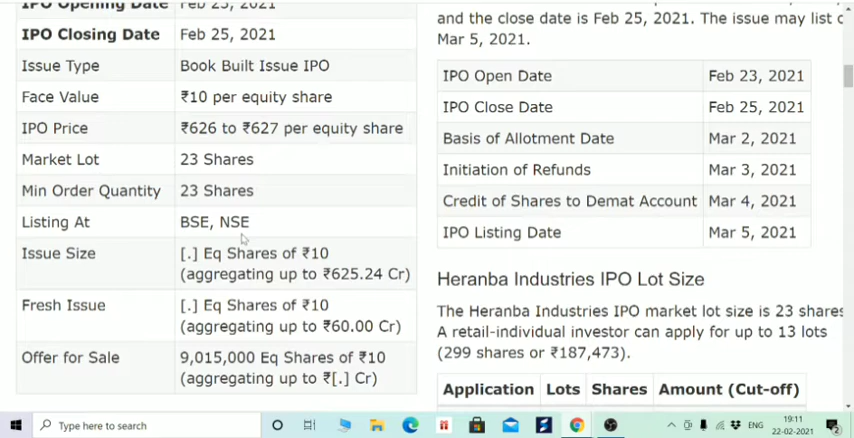 IPO Opening Date Feb 23, 2021
IPO Closing Date Feb 25, 2021
Issue Type Book Built Issue IPO
Face Value ₹10 per equity share
IPO Price ₹626 to ₹627 per equity share
Market Lot 23 Shares
Min Order Quantity 23 Shares
Listing At BSE, NSE
Issue Size [.] Eq Shares of ₹10
(aggregating up to ₹625.24 Cr)
Fresh Issue [.] Eq Shares of ₹10
(aggregating up to ₹60.00 Cr)
Offer for Sale 9,015,000 Eq Shares of ₹10
(aggregating up to ₹[.] Cr)
and the close date is Feb 25, 2021. The issue may list
Mar 5, 2021.
IPO Open Date Feb 23, 2021
IPO Close Date Feb 25, 2021
Basis of Allotment Date Mar 2, 2021
Initiation of Refunds Mar 3, 2021
Credit of Shares to Demat Account Mar 4, 2021
IPO Listing Date Mar 5, 2021
Heranba Industries IPO Lot Size
The Heranba Industries IPO market lot size is 23 shares
A retail-individual investor can apply for up to 13 lots
(299 shares or ₹187,473).
Application Lots Shares Amount (Cut-off)
Type here to search
ENG
19:11
22-02-2021
2